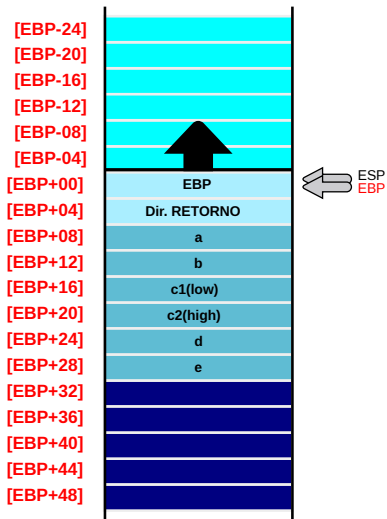 [EBP-24]
[EBP-20]
[EBP-16]
[EBP-12]
[EBP-08]
[EBP-04]
[EBP+00] EBP ESP
EBP
[EBP+04] Dir. RETORNO
[EBP+08] a
[EBP+12] b
[EBP+16] c1(low)
[EBP+20] c2(high)
[EBP+24] d
[EBP+28] e
[EBP+32]
[EBP+36]
[EBP+40]
[EBP+44]
[EBP+48]